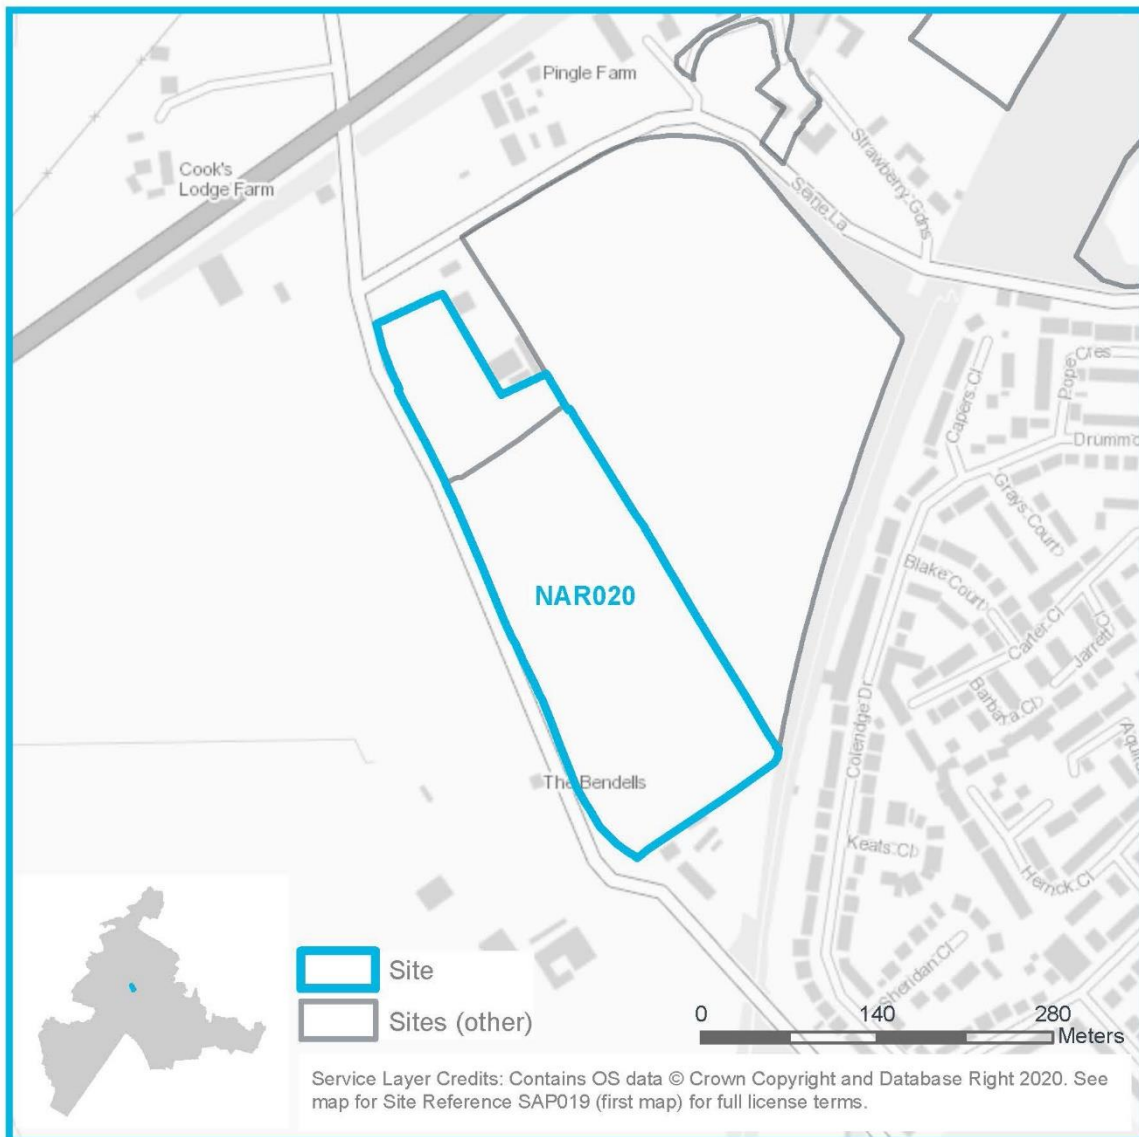 Pingle Farm
Cook's
Lodge Farm
Strawberry Gdns
Seine La
Capers Cl
Pope Cres
Drummo
Grays Court
Blake Court
Carter Cl
Jarrett Cl
Barbara Cl
Coleridge Dr
NAR020
The Bendells
Keats Cl
Herrick Cl
Sheridan Cl
Site
Sites (other)
0 140 280
Meters
Service Layer Credits: Contains OS data © Crown Copyright and Database Right 2020. See
map for Site Reference SAP019 (first map) for full license terms.